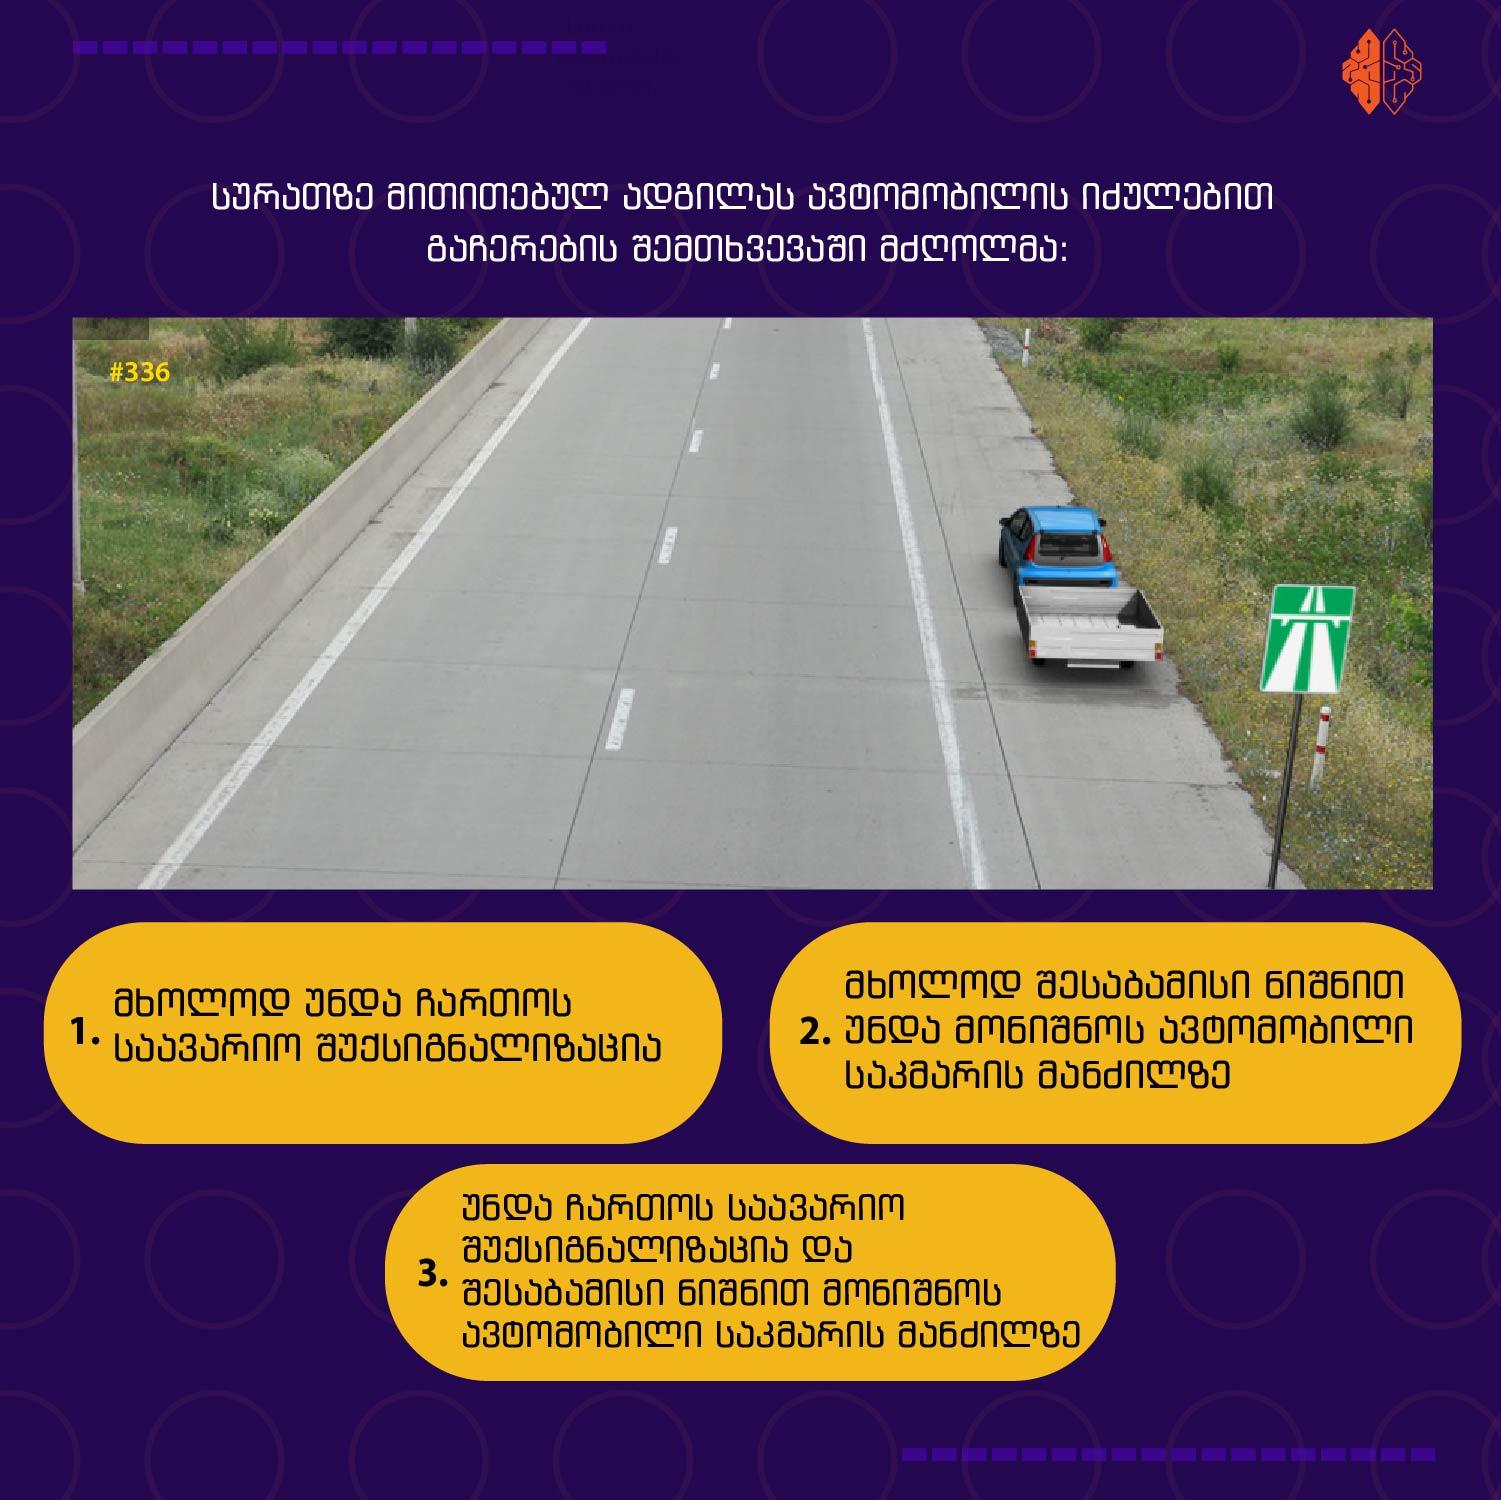 სურათზე მითითებულ ადგილას ავტომობილის იძულებით
გაჩერების შემთხვევაში მძღოლმა:
#336
1. მხოლოდ უნდა ჩართოს
საავარიო შუქსიგნალიზაცია
2. მხოლოდ შესაბამისი ნიშნით
უნდა მონიშნოს ავტომობილი
საკმარის მანძილზე
3. უნდა ჩართოს საავარიო
შუქსიგნალიზაცია და
შესაბამისი ნიშნით მონიშნოს
ავტომობილი საკმარის მანძილზე